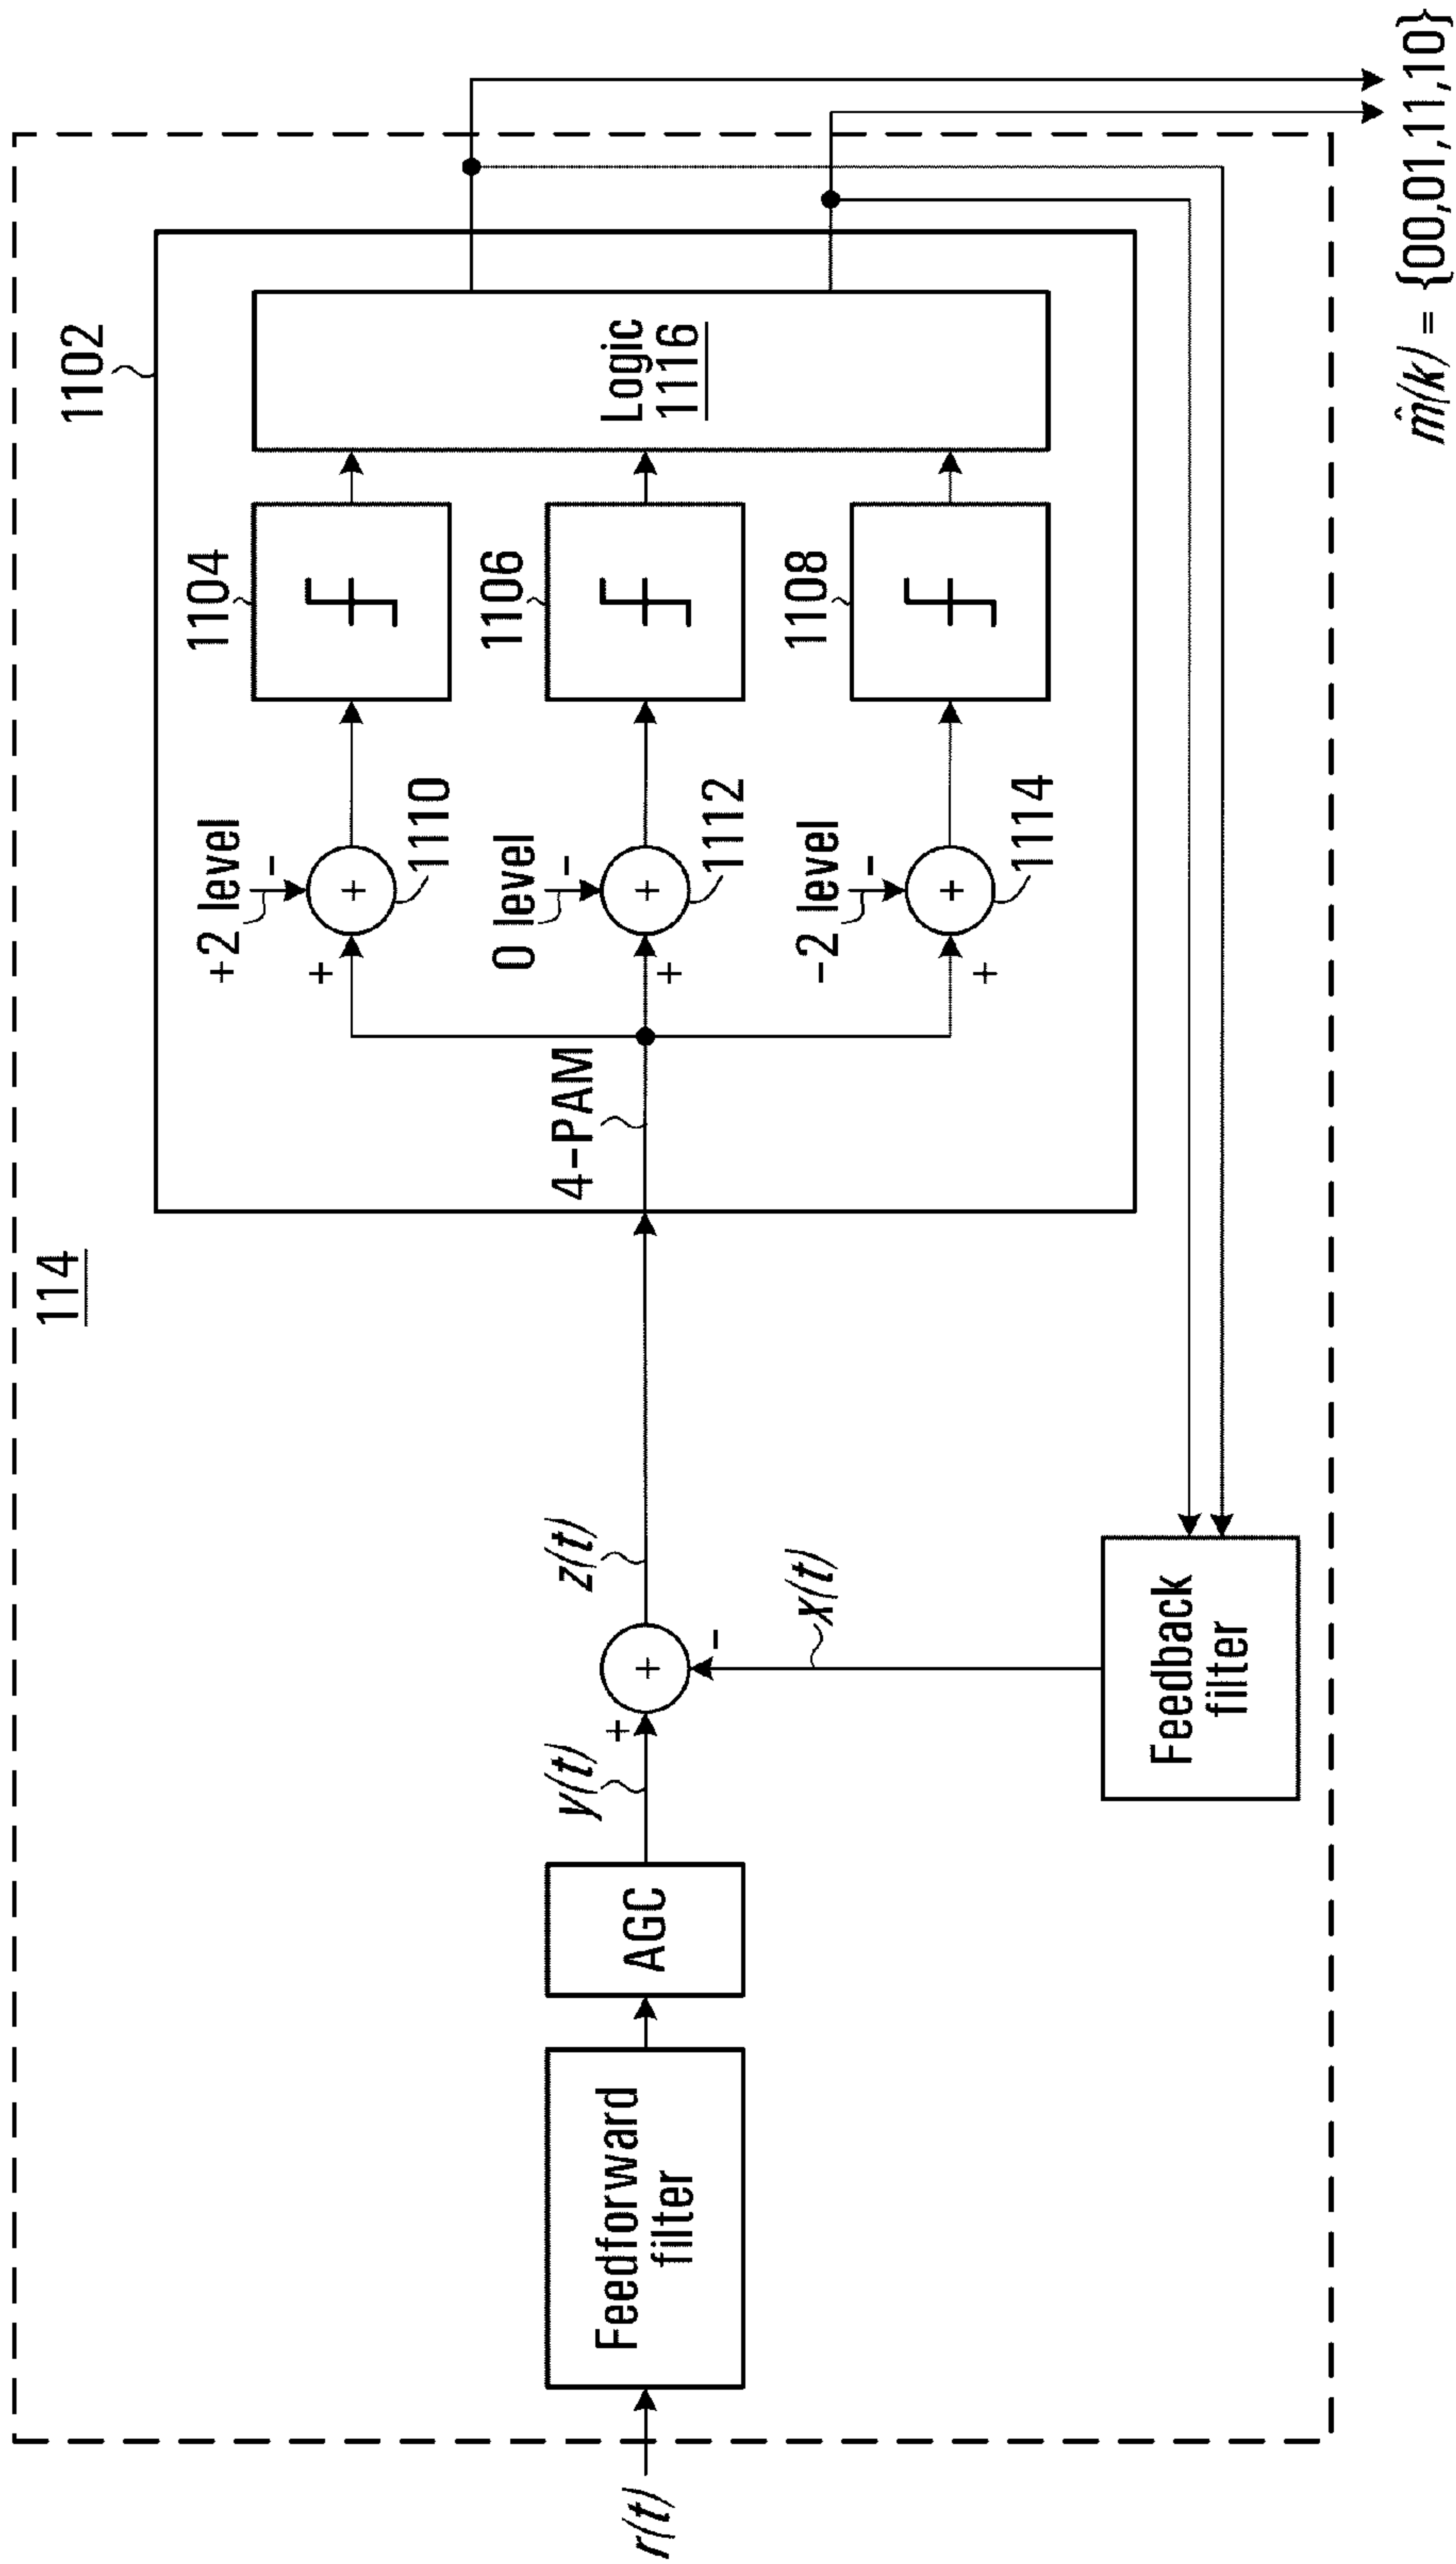 114
1102
r(t)
Feedforward
filter
AGC
y(t)
+
+
-
z(t)
x(t)
Feedback
filter
4-PAM
+2 level
-
+
+
1110
1104
0 level
-
+
+
1112
1106
-2 level
-
+
+
1114
1108
Logic
1116
m̂(k) = {00,01,11,10}